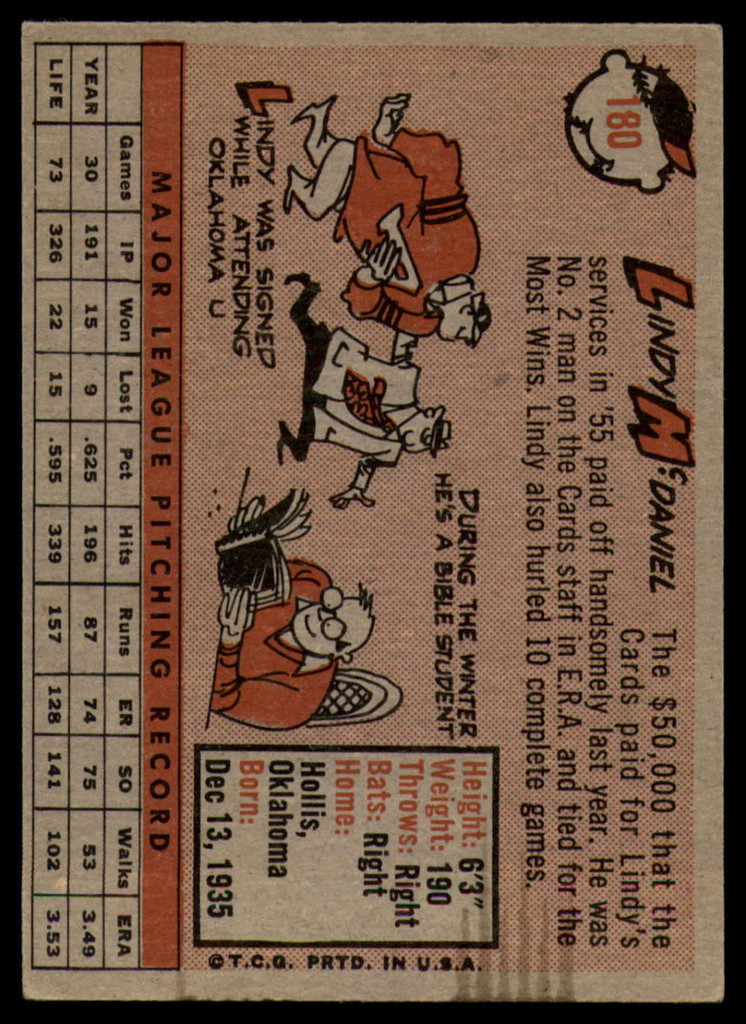 180
LINDY McDANIEL
The $50,000 that the
Cards paid for Lindy's
services in '55 paid off handsomely last year. He was
No. 2 man on the Cards staff in E.R.A. and tied for the
Most Wins. Lindy also hurled 10 complete games.
LINDY WAS SIGNED
WHILE ATTENDING
OKLAHOMA U
DURING THE WINTER
HE'S A BIBLE STUDENT
Height: 6'3"
Weight: 190
Throws: Right
Bats: Right
Home:
Hollis,
Oklahoma
Born:
Dec 13, 1935
© T.C.G. PRTD. IN U.S.A.
MAJOR LEAGUE PITCHING RECORD
Games IP Won Lost Pct Hits Runs ER SO Walks ERA
YEAR 30 191 15 9 .625 196 87 74 75 53 3.49
LIFE 73 326 22 15 .595 339 157 128 141 102 3.53